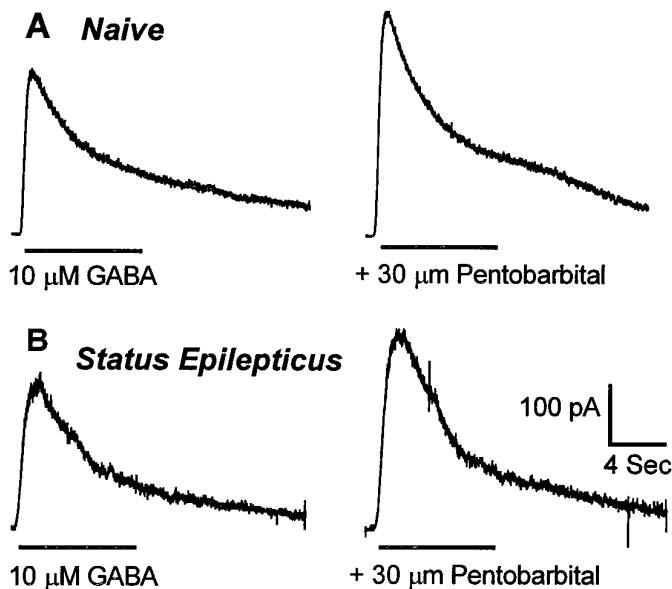 A Naive
10 μM GABA
+ 30 μm Pentobarbital
B Status Epilepticus
100 pA
4 Sec
10 μM GABA
+ 30 μm Pentobarbital